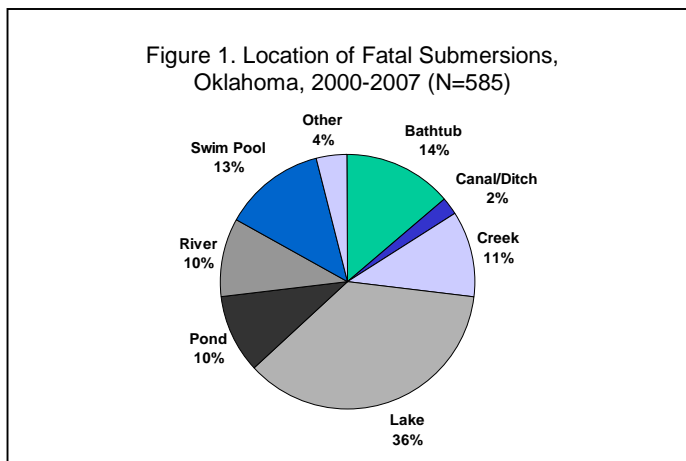 Figure 1. Location of Fatal Submersions,
Oklahoma, 2000-2007 (N=585)
Other
4%
Bathtub
14%
Swim Pool
13%
Canal/Ditch
2%
Creek
11%
River
10%
Pond
10%
Lake
36%